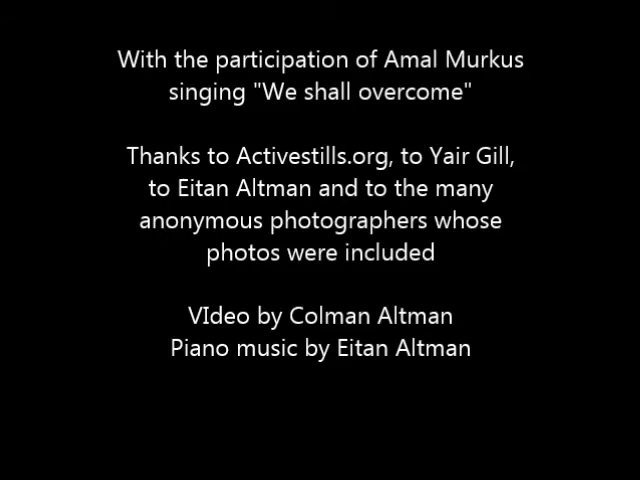 With the participation of Amal Murkus
singing "We shall overcome"
Thanks to Activestills.org, to Yair Gill,
to Eitan Altman and to the many
anonymous photographers whose
photos were included
VIdeo by Colman Altman
Piano music by Eitan Altman